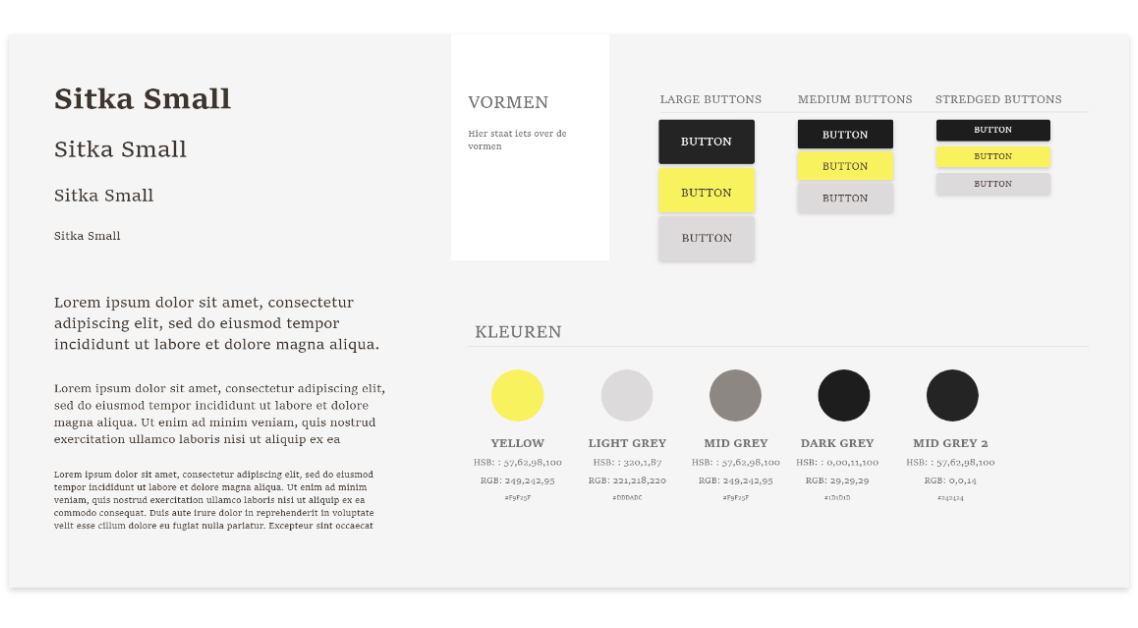 Sitka Small
Sitka Small
Sitka Small
Sitka Small
Lorem ipsum dolor sit amet, consectetur
adipiscing elit, sed do eiusmod tempor
incididunt ut labore et dolore magna aliqua.
Lorem ipsum dolor sit amet, consectetur adipiscing elit,
sed do eiusmod tempor incididunt ut labore et dolore
magna aliqua. Ut enim ad minim veniam, quis nostrud
exercitation ullamco laboris nisi ut aliquip ex ea
Lorem ipsum dolor sit amet, consectetur adipiscing elit, sed do eiusmod
tempor incididunt ut labore et dolore magna aliqua. Ut enim ad minim
veniam, quis nostrud exercitation ullamco laboris nisi ut aliquip ex ea
commodo consequat. Duis aute irure dolor in reprehenderit in voluptate
velit esse cillum dolore eu fugiat nulla pariatur. Excepteur sint occaecat
VORMEN
Hier staat iets over de
vormen
LARGE BUTTONS
BUTTON
BUTTON
BUTTON
MEDIUM BUTTONS
BUTTON
BUTTON
BUTTON
STREDGED BUTTONS
BUTTON
BUTTON
BUTTON
KLEUREN
YELLOW
HSB: : 57,62,98,100
RGB: 249,242,95
#F9F25F
LIGHT GREY
HSB: : 320,1,87
RGB: 221,218,220
#DDDADC
MID GREY
HSB: : 57,62,98,100
RGB: 249,242,95
#F9F25F
DARK GREY
HSB: : 0,00,11,100
RGB: 29,29,29
#1D1D1D
MID GREY 2
HSB: : 57,62,98,100
RGB: 0,0,14
#242424